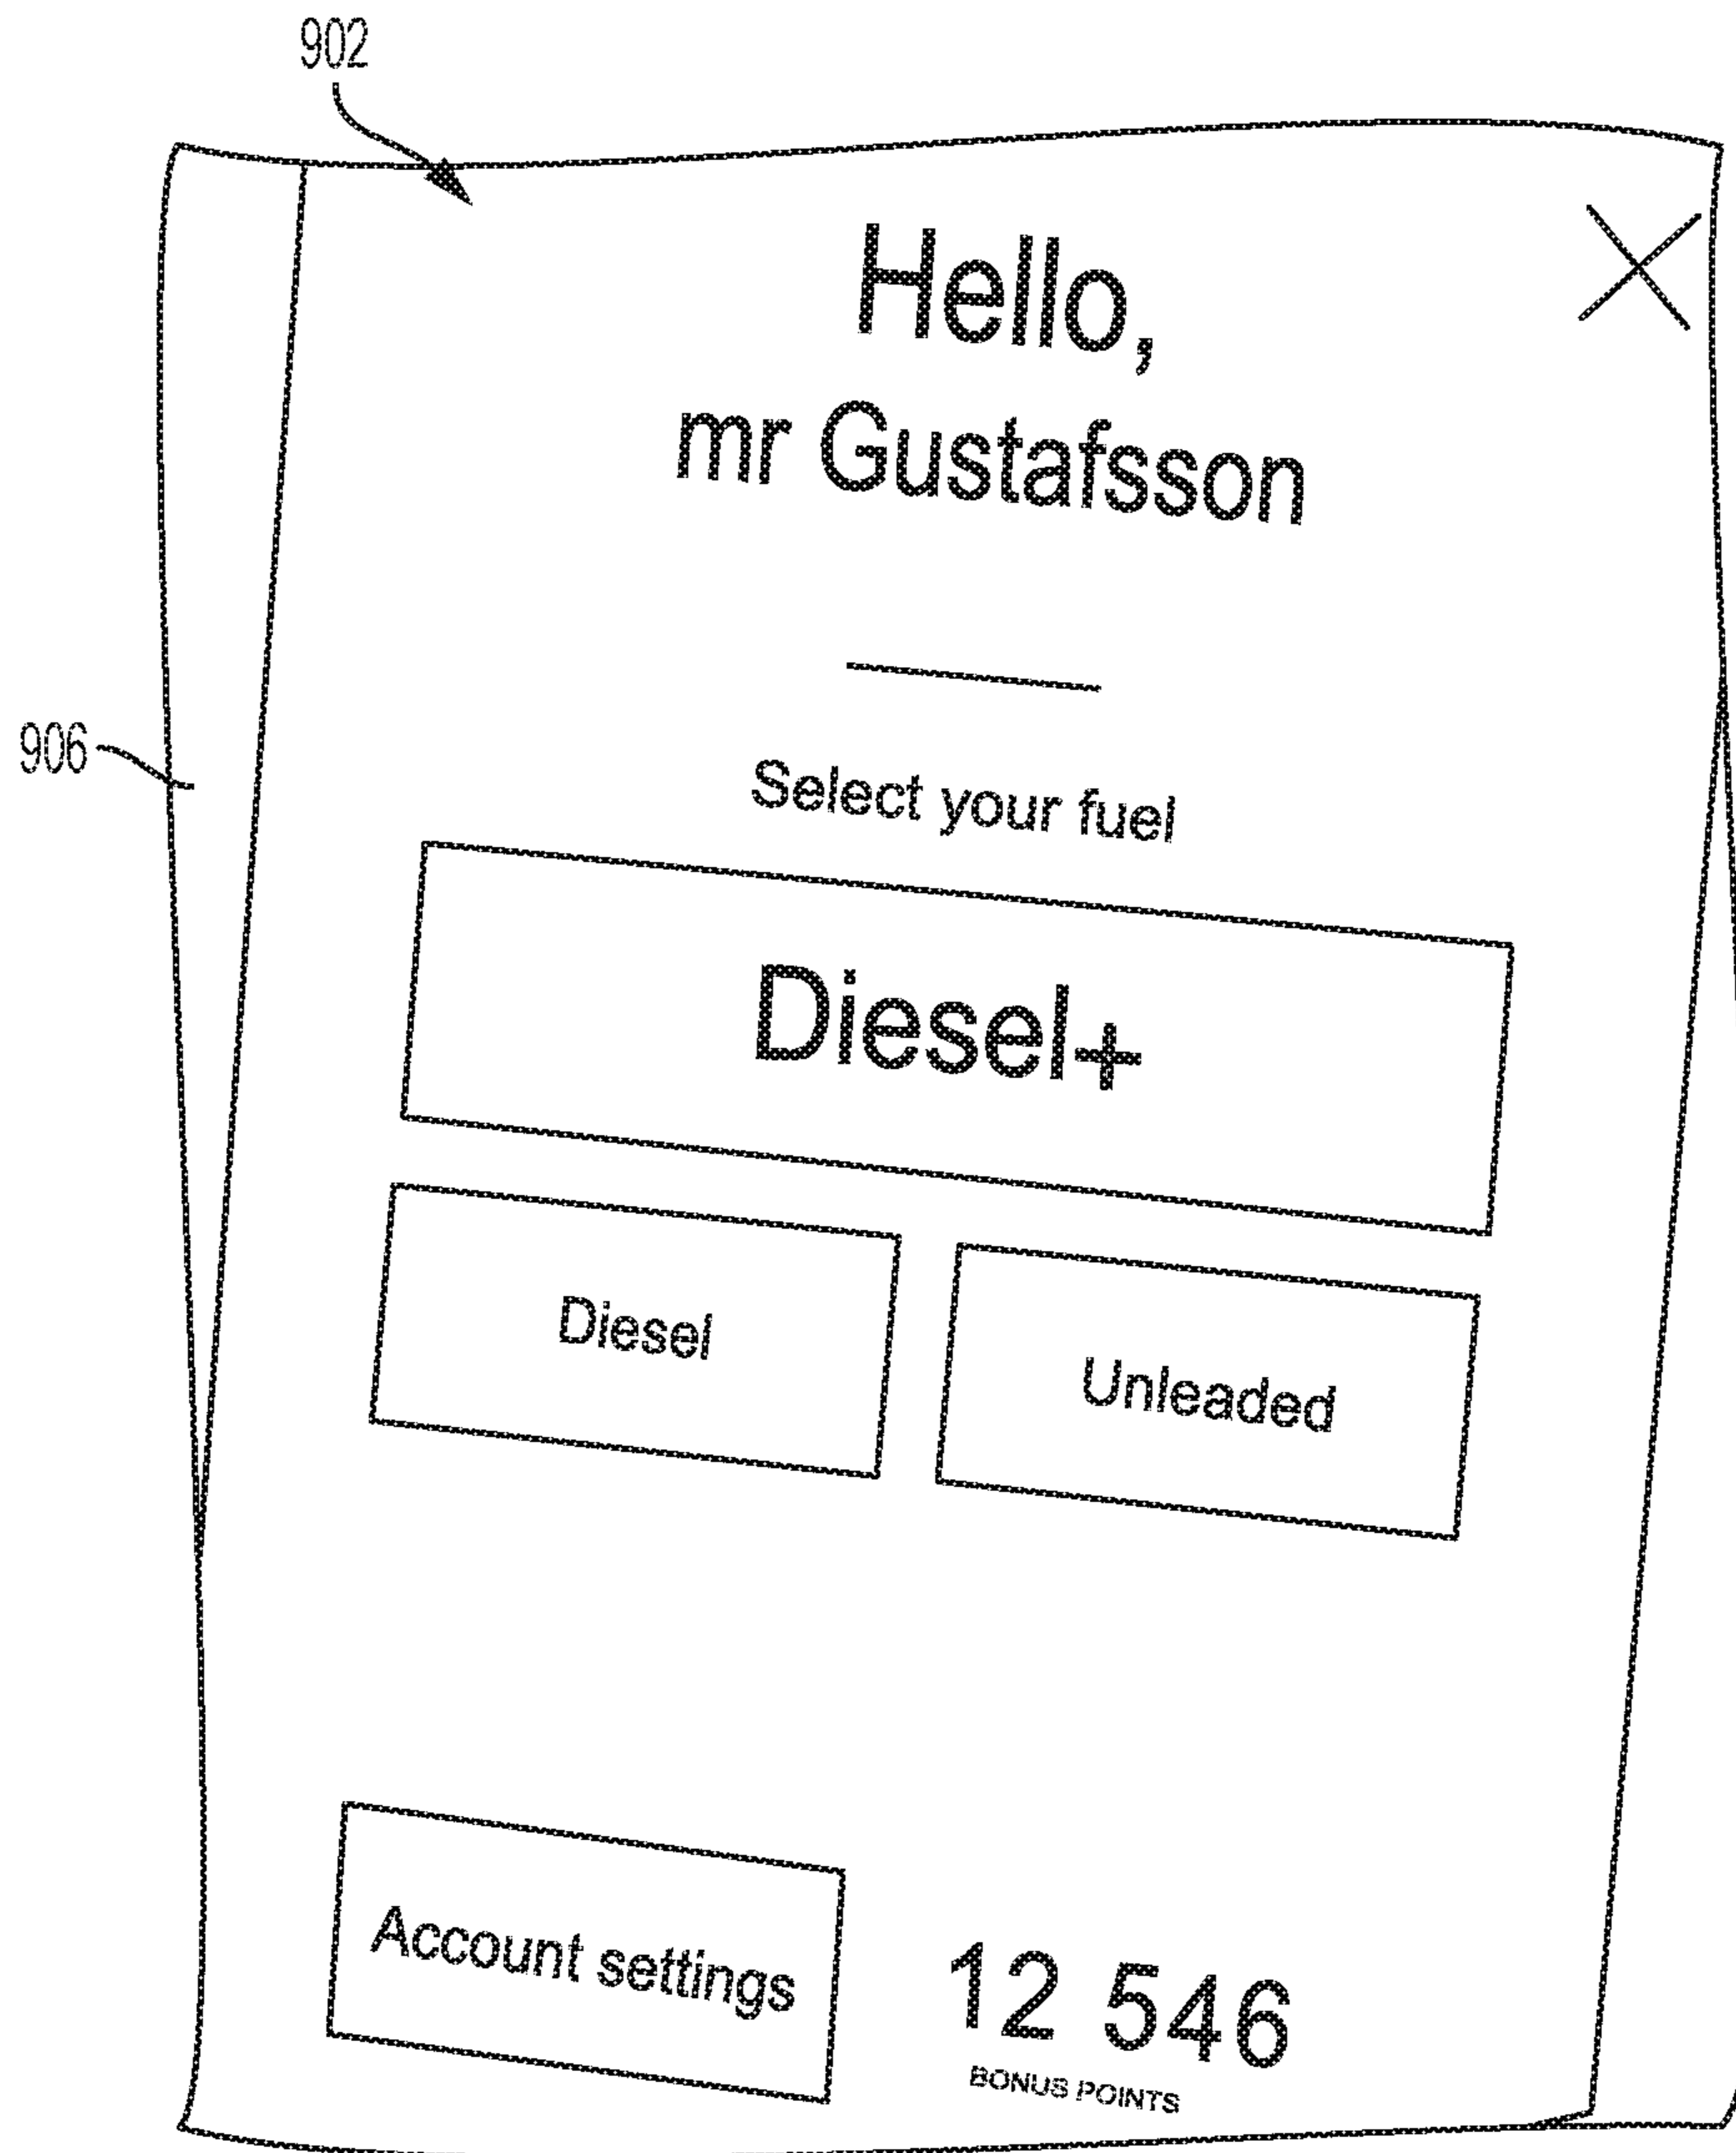 902
Hello,
mr Gustafsson
906
Select your fuel
Diesel+
Diesel
Unleaded
Account settings
12 546
BONUS POINTS